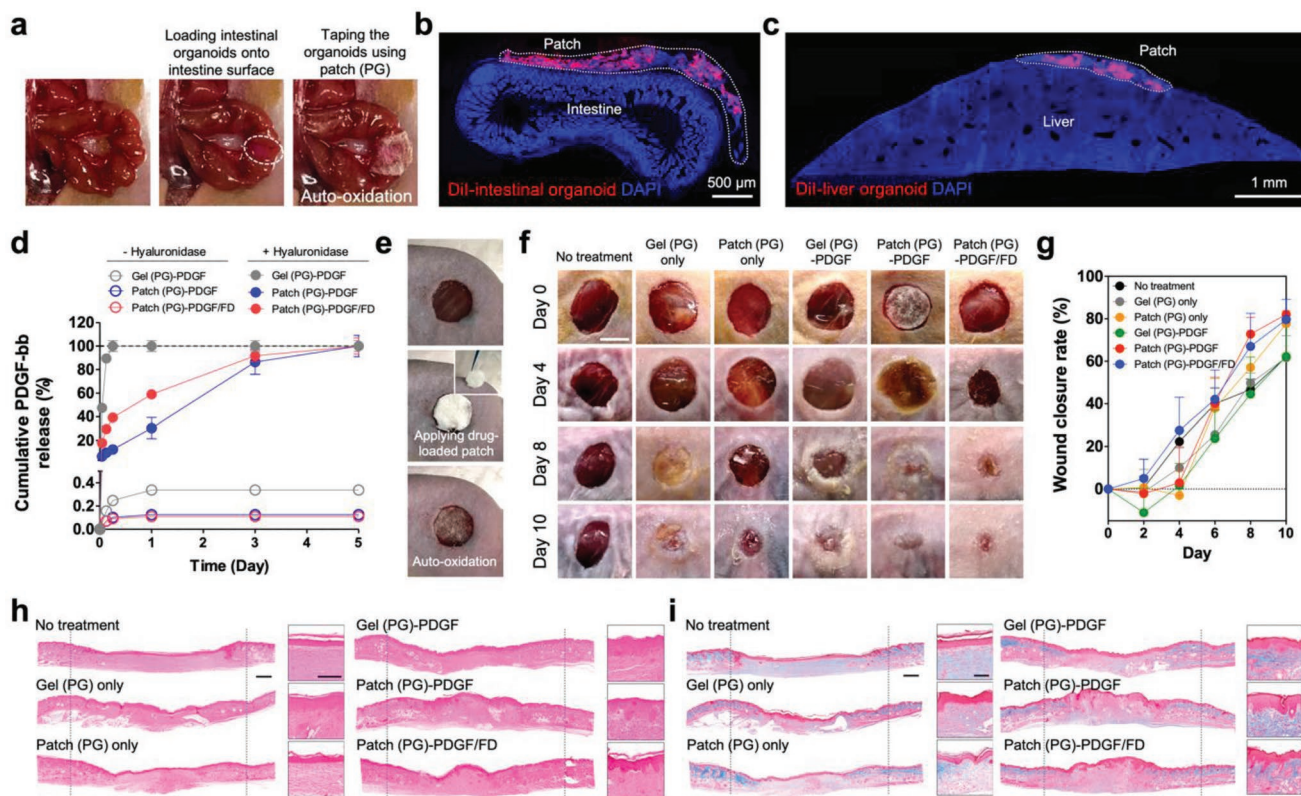 a
Loading intestinal
organoids onto
intestine surface
Taping the
organoids using
patch (PG)
Auto-oxidation
b
Patch
Intestine
DiI-intestinal organoid DAPI
500 µm
c
Patch
Liver
DiI-liver organoid DAPI
1 mm
d
- Hyaluronidase
+ Hyaluronidase
Gel (PG)-PDGF
Gel (PG)-PDGF
Patch (PG)-PDGF
Patch (PG)-PDGF
Patch (PG)-PDGF/FD
Patch (PG)-PDGF/FD
Cumulative PDGF-bb
release (%)
120
100
80
60
40
20
0.4
0.2
0.0
0
1
2
3
4
5
Time (Day)
e
Applying drug-
loaded patch
Auto-oxidation
f
No treatment
Gel (PG)
only
Patch (PG)
only
Gel (PG)
-PDGF
Patch (PG)
-PDGF
Patch (PG)
-PDGF/FD
Day 0
Day 4
Day 8
Day 10
g
Wound closure rate (%)
100
80
60
40
20
0
No treatment
Gel (PG) only
Patch (PG) only
Gel (PG)-PDGF
Patch (PG)-PDGF
Patch (PG)-PDGF/FD
0
2
4
6
8
10
Day
h
No treatment
Gel (PG)-PDGF
Gel (PG) only
Patch (PG)-PDGF
Patch (PG) only
Patch (PG)-PDGF/FD
i
No treatment
Gel (PG)-PDGF
Gel (PG) only
Patch (PG)-PDGF
Patch (PG) only
Patch (PG)-PDGF/FD